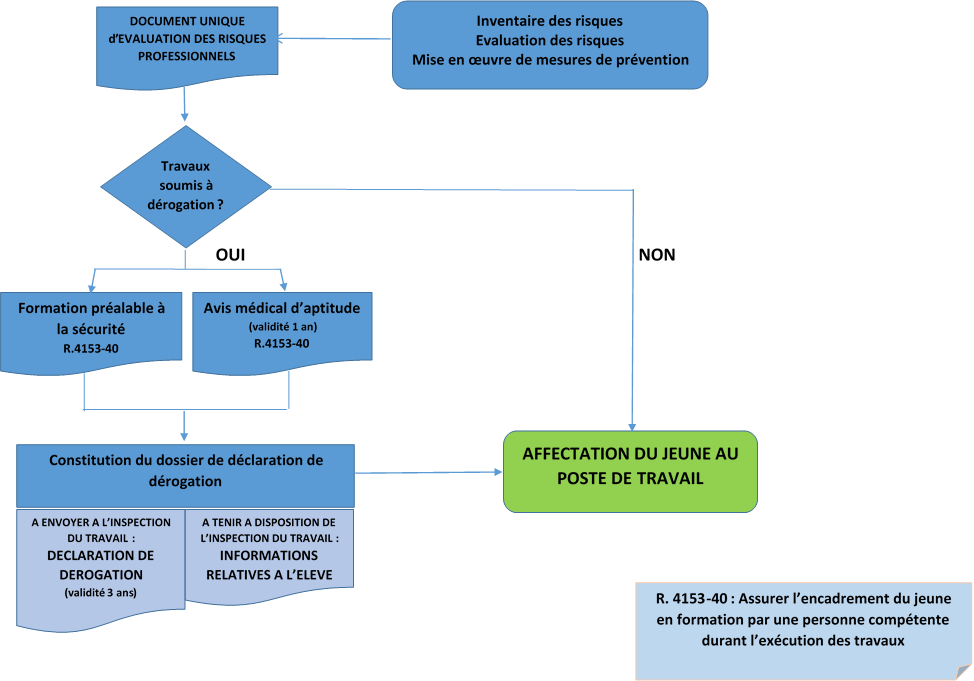 DOCUMENT UNIQUE
d'EVALUATION DES RISQUES
PROFESSIONNELS
Inventaire des risques
Evaluation des risques
Mise en œuvre de mesures de prévention
Travaux
soumis à
dérogation ?
OUI
NON
Formation préalable à
la sécurité
R.4153-40
Avis médical d'aptitude
(validité 1 an)
R.4153-40
Constitution du dossier de déclaration de
dérogation
AFFECTATION DU JEUNE AU
POSTE DE TRAVAIL
A ENVOYER A L'INSPECTION
DU TRAVAIL :
DECLARATION DE
DEROGATION
(validité 3 ans)
A TENIR A DISPOSITION DE
L'INSPECTION DU TRAVAIL :
INFORMATIONS
RELATIVES A L'ELEVE
R. 4153-40 : Assurer l'encadrement du jeune
en formation par une personne compétente
durant l'exécution des travaux